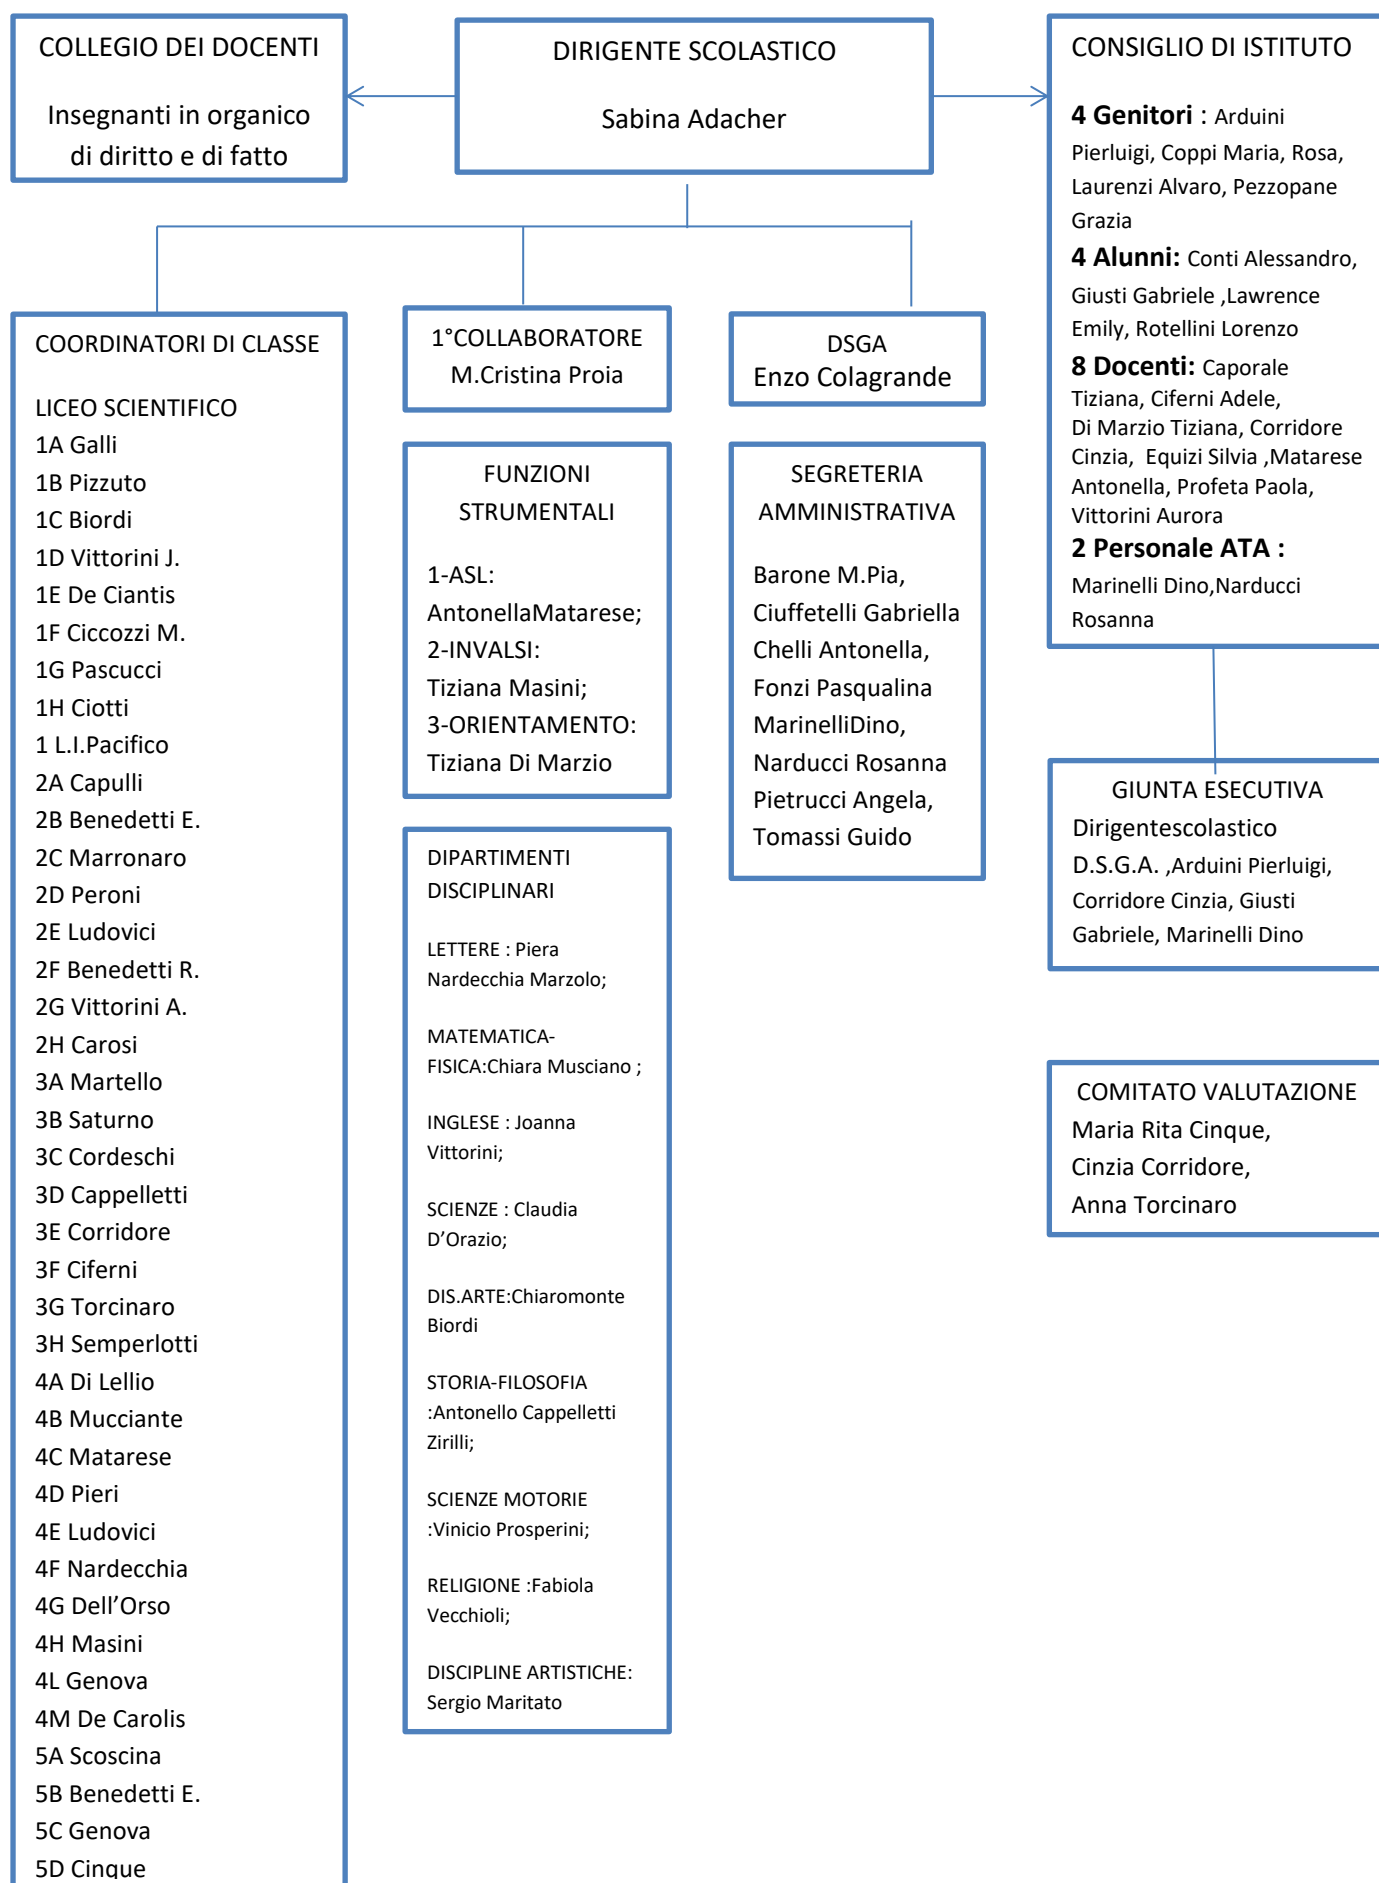 COLLEGIO DEI DOCENTI
Insegnanti in organico
di diritto e di fatto
DIRIGENTE SCOLASTICO
Sabina Adacher
CONSIGLIO DI ISTITUTO
4 Genitori : Arduini
Pierluigi, Coppi Maria, Rosa,
Laurenzi Alvaro, Pezzopane
Grazia
4 Alunni: Conti Alessandro,
Giusti Gabriele ,Lawrence
Emily, Rotellini Lorenzo
8 Docenti: Caporale
Tiziana, Ciferni Adele,
Di Marzio Tiziana, Corridore
Cinzia, Equizi Silvia ,Matarese
Antonella, Profeta Paola,
Vittorini Aurora
2 Personale ATA :
Marinelli Dino,Narducci
Rosanna
COORDINATORI DI CLASSE
LICEO SCIENTIFICO
1A Galli
1B Pizzuto
1C Biordi
1D Vittorini J.
1E De Ciantis
1F Ciccozzi M.
1G Pascucci
1H Ciotti
1 L.I.Pacifico
2A Capulli
2B Benedetti E.
2C Marronaro
2D Peroni
2E Ludovici
2F Benedetti R.
2G Vittorini A.
2H Carosi
3A Martello
3B Saturno
3C Cordeschi
3D Cappelletti
3E Corridore
3F Ciferni
3G Torcinaro
3H Semperlotti
4A Di Lellio
4B Mucciante
4C Matarese
4D Pieri
4E Ludovici
4F Nardecchia
4G Dell’Orso
4H Masini
4L Genova
4M De Carolis
5A Scoscina
5B Benedetti E.
5C Genova
5D Cinque
1°COLLABORATORE
M.Cristina Proia
FUNZIONI
STRUMENTALI
1-ASL:
AntonellaMatarese;
2-INVALSI:
Tiziana Masini;
3-ORIENTAMENTO:
Tiziana Di Marzio
DIPARTIMENTI
DISCIPLINARI
LETTERE : Piera
Nardecchia Marzolo;
MATEMATICA-
FISICA:Chiara Musciano ;
INGLESE : Joanna
Vittorini;
SCIENZE : Claudia
D’Orazio;
DIS.ARTE:Chiaromonte
Biordi
STORIA-FILOSOFIA
:Antonello Cappelletti
Zirilli;
SCIENZE MOTORIE
:Vinicio Prosperini;
RELIGIONE :Fabiola
Vecchioli;
DISCIPLINE ARTISTICHE:
Sergio Maritato
DSGA
Enzo Colagrande
SEGRETERIA
AMMINISTRATIVA
Barone M.Pia,
Ciuffetelli Gabriella
Chelli Antonella,
Fonzi Pasqualina
MarinelliDino,
Narducci Rosanna
Pietrucci Angela,
Tomassi Guido
GIUNTA ESECUTIVA
Dirigentescolastico
D.S.G.A. ,Arduini Pierluigi,
Corridore Cinzia, Giusti
Gabriele, Marinelli Dino
COMITATO VALUTAZIONE
Maria Rita Cinque,
Cinzia Corridore,
Anna Torcinaro